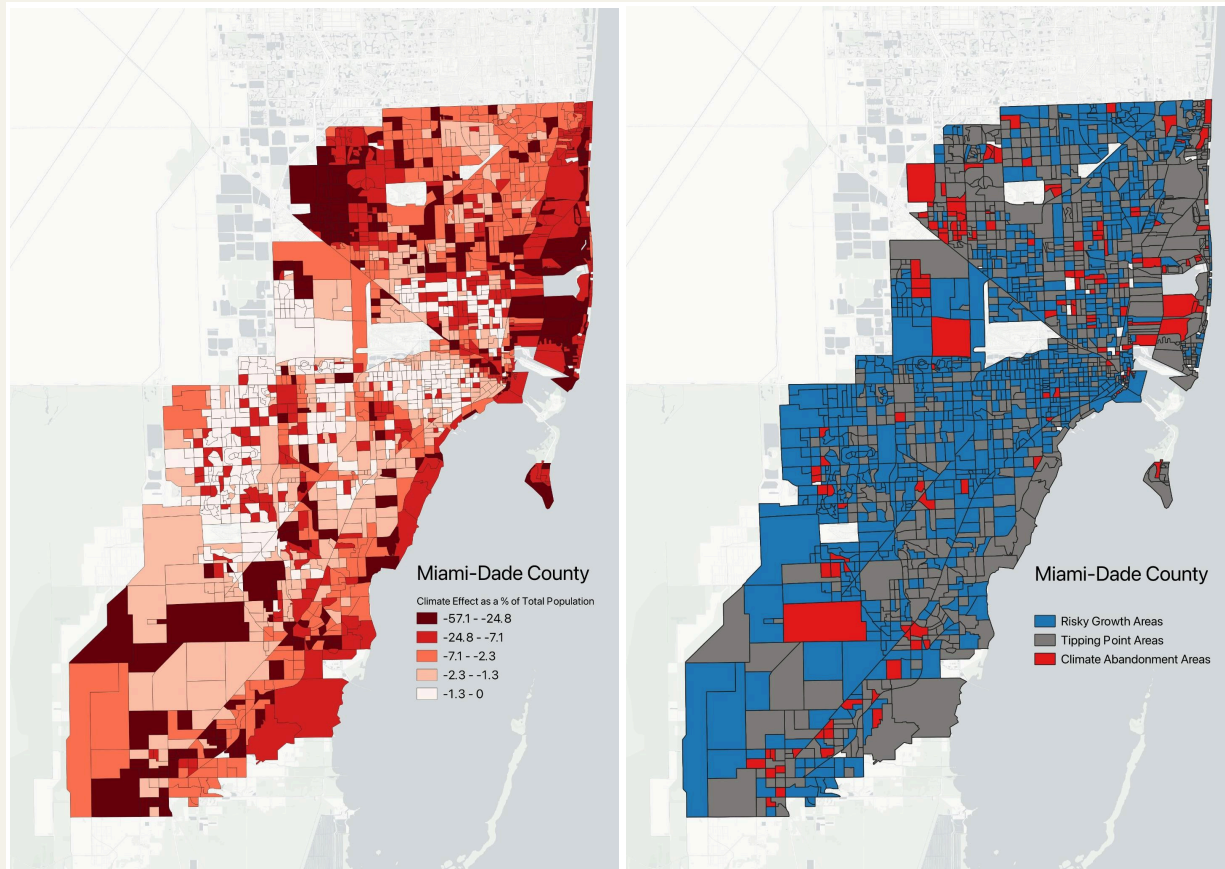 Miami-Dade County
Climate Effect as a % of Total Population
-57.1 - -24.8
-24.8 - -7.1
-7.1 - -2.3
-2.3 - -1.3
-1.3 - 0
Miami-Dade County
Risky Growth Areas
Tipping Point Areas
Climate Abandonment Areas